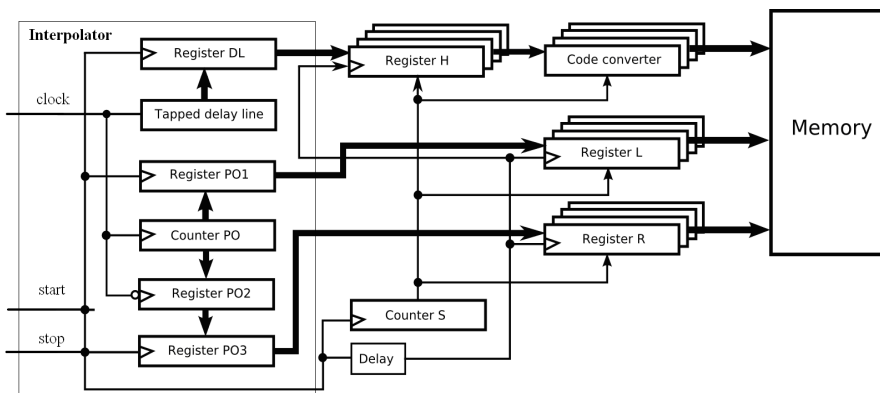 Interpolator
Register DL
Register H
Code converter
clock
Tapped delay line
Memory
Register L
Register PO1
Counter PO
Register R
start
Register PO2
Counter S
stop
Register PO3
Delay